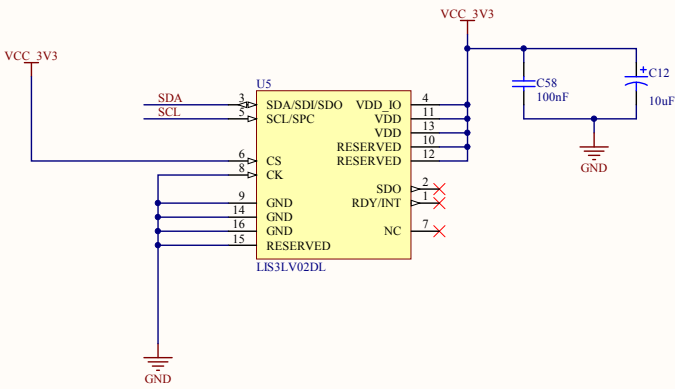 VCC_3V3
VCC_3V3
C58
100nF
C12
10uF
GND
U5
SDA 3 SDA/SDI/SDO VDD_IO 4
SCL 5 SCL/SPC VDD 11
VDD 13
RESERVED 10
6 CS RESERVED 12
8 CK
SDO 2
9 GND RDY/INT 1
14 GND
16 GND NC 7
15 RESERVED
LIS3LV02DL
GND